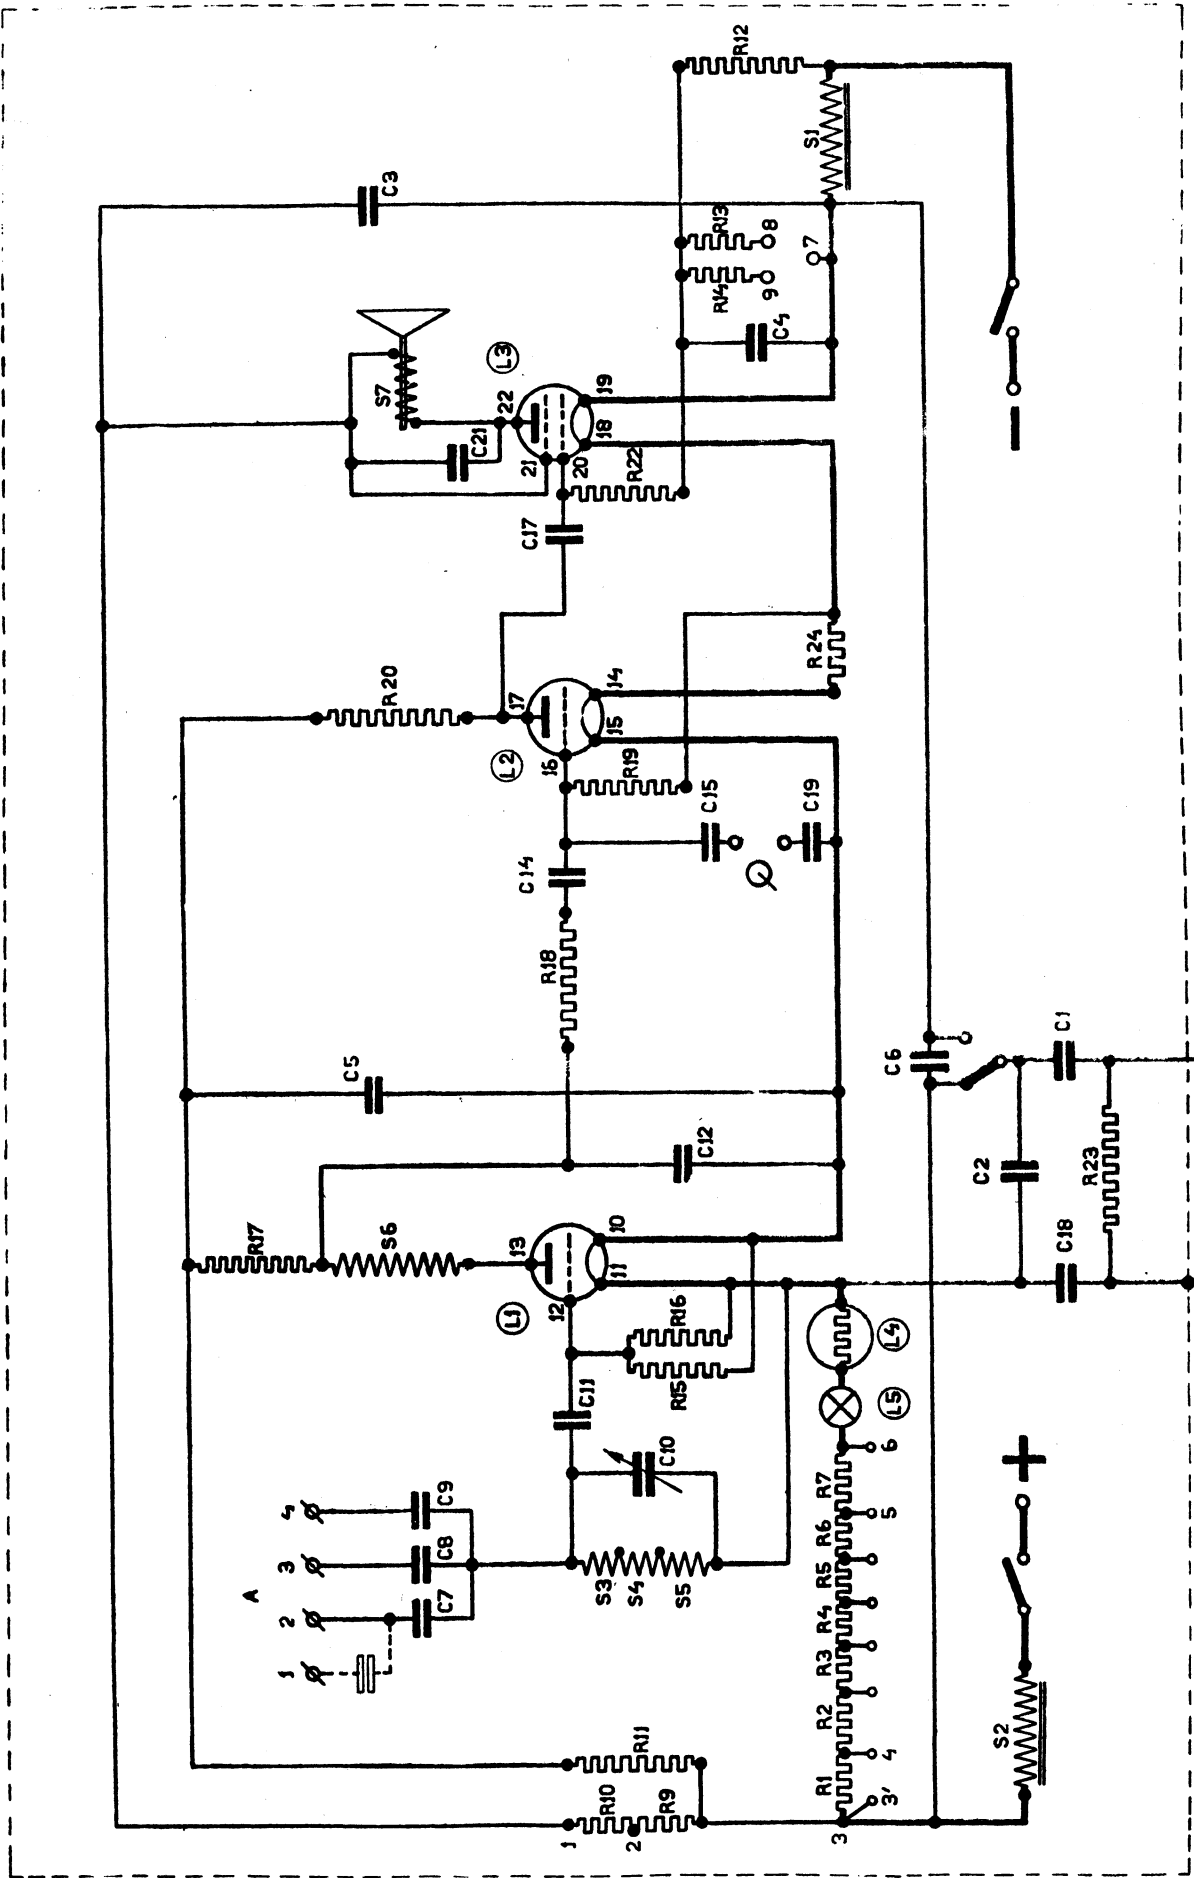 A
1
2
3
4
C7
C8
C9
S3
S4
S5
C10
C11
R15
R16
L1
12
13
11
10
S6
R17
C12
C5
R18
C14
C15
C19
R19
L2
16
17
15
14
R20
R24
C17
R22
L3
20
21
22
18
19
C21
S7
C3
C4
R14
R13
9
8
7
R12
S1
R11
R10
R9
1
2
3
3'
R1
4
R2
R3
R4
R5
R6
5
R7
6
L5
L4
S2
+
−
C6
C1
C2
C18
R23